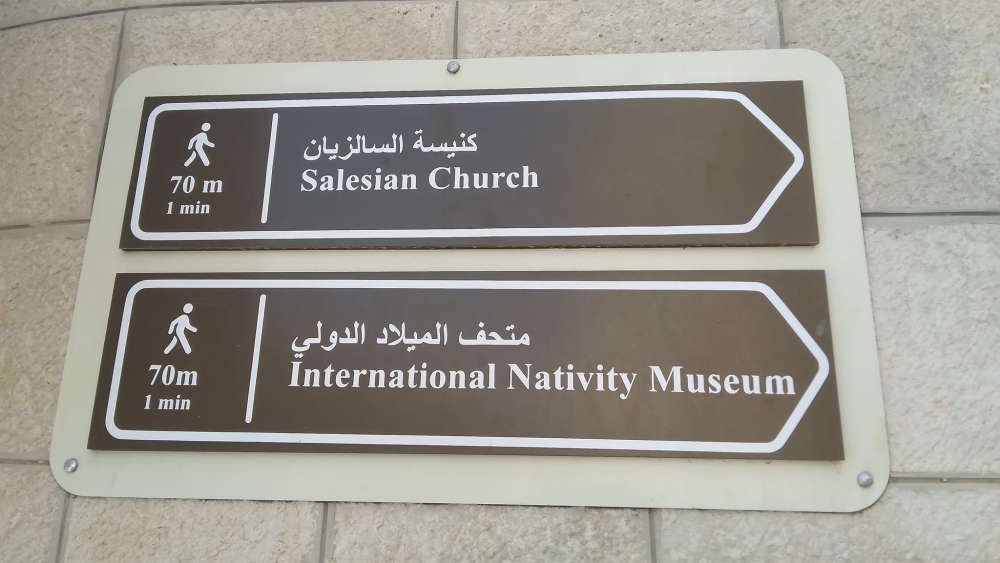 70 m
1 min
كنيسة السالزيان
Salesian Church
70m
1 min
متحف الميلاد الدولي
International Nativity Museum